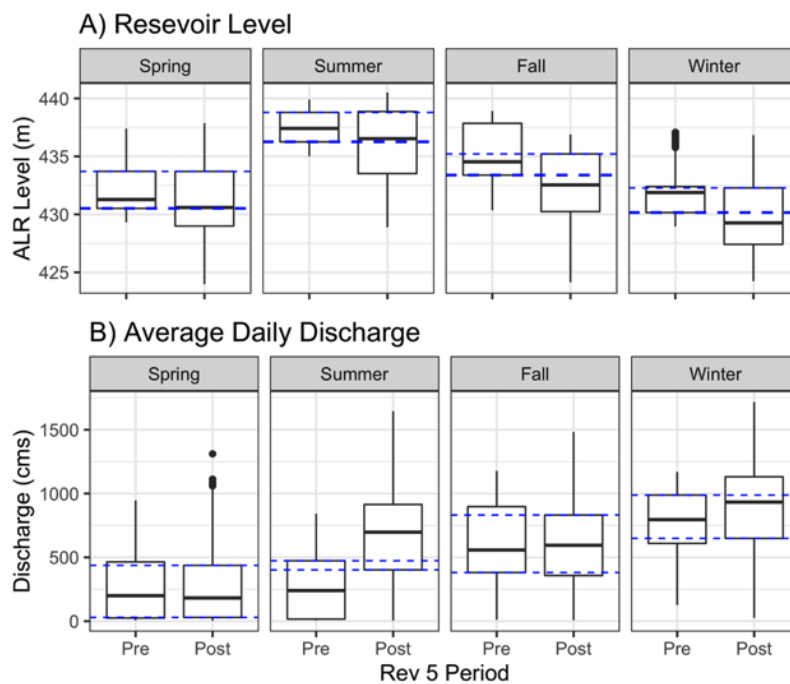 A) Resevoir Level
Spring Summer Fall Winter
440
435
430
425
ALR Level (m)
B) Average Daily Discharge
Spring Summer Fall Winter
1500
1000
500
0
Discharge (cms)
Pre Post Pre Post Pre Post Pre Post
Rev 5 Period